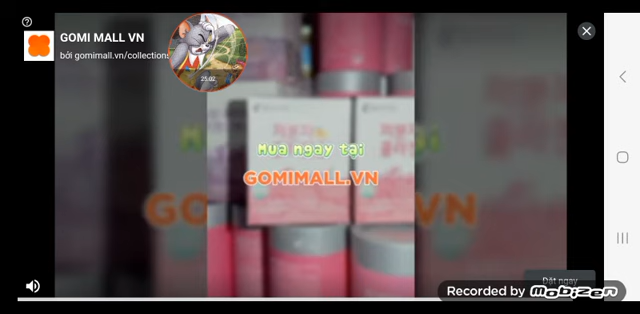 GOMI MALL VN
bởi gomimall.vn/collections
25.02
Mua ngay tại
GOMIMALL.VN
Đặt ngay
Recorded by Mobizen